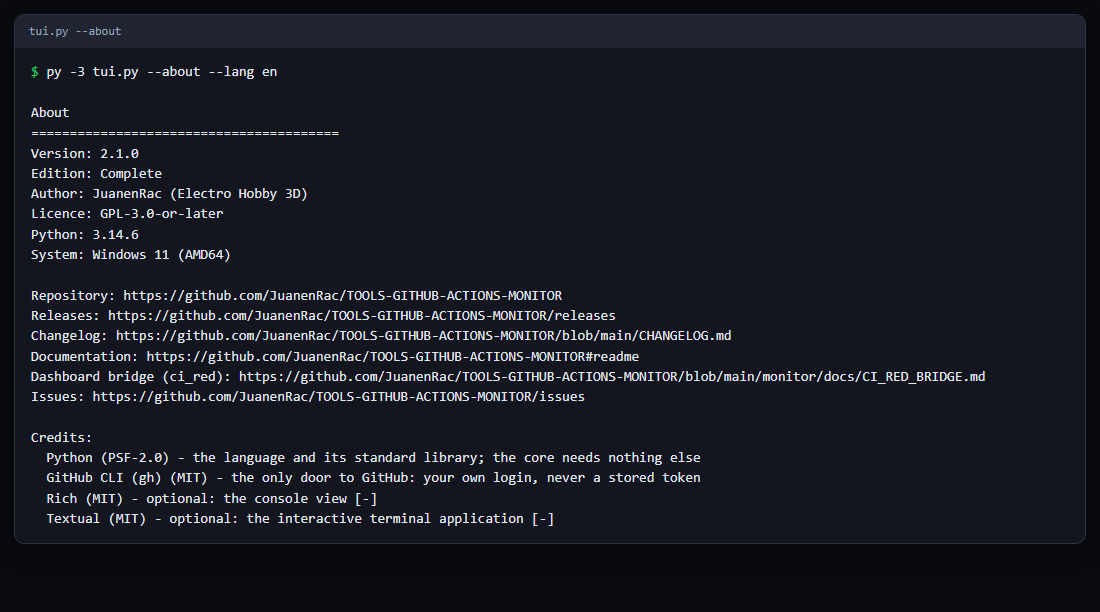 tui.py --about
$ py -3 tui.py --about --lang en
About
========================================
Version: 2.1.0
Edition: Complete
Author: JuanenRac (Electro Hobby 3D)
Licence: GPL-3.0-or-later
Python: 3.14.6
System: Windows 11 (AMD64)
Repository: https://github.com/JuanenRac/TOOLS-GITHUB-ACTIONS-MONITOR
Releases: https://github.com/JuanenRac/TOOLS-GITHUB-ACTIONS-MONITOR/releases
Changelog: https://github.com/JuanenRac/TOOLS-GITHUB-ACTIONS-MONITOR/blob/main/CHANGELOG.md
Documentation: https://github.com/JuanenRac/TOOLS-GITHUB-ACTIONS-MONITOR#readme
Dashboard bridge (ci_red): https://github.com/JuanenRac/TOOLS-GITHUB-ACTIONS-MONITOR/blob/main/monitor/docs/CI_RED_BRIDGE.md
Issues: https://github.com/JuanenRac/TOOLS-GITHUB-ACTIONS-MONITOR/issues
Credits:
Python (PSF-2.0) - the language and its standard library; the core needs nothing else
GitHub CLI (gh) (MIT) - the only door to GitHub: your own login, never a stored token
Rich (MIT) - optional: the console view [-]
Textual (MIT) - optional: the interactive terminal application [-]